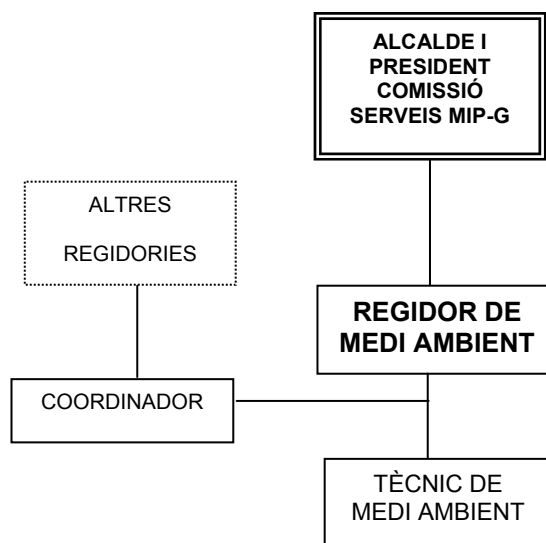 ALCALDE I
PRESIDENT
COMISSIÓ
SERVEIS MIP-G
ALTRES
REGIDORIES
REGIDOR DE
MEDI AMBIENT
COORDINADOR
TÈCNIC DE
MEDI AMBIENT